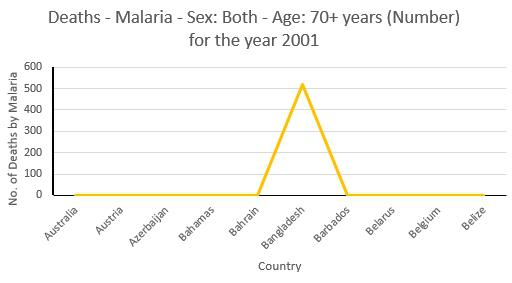 Deaths - Malaria - Sex: Both - Age: 70+ years (Number)
for the year 2001
No. of Deaths by Malaria
600
500
400
300
200
100
0
Australia
Austria
Azerbaijan
Bahamas
Bahrain
Bangladesh
Barbados
Belarus
Belgium
Belize
Country